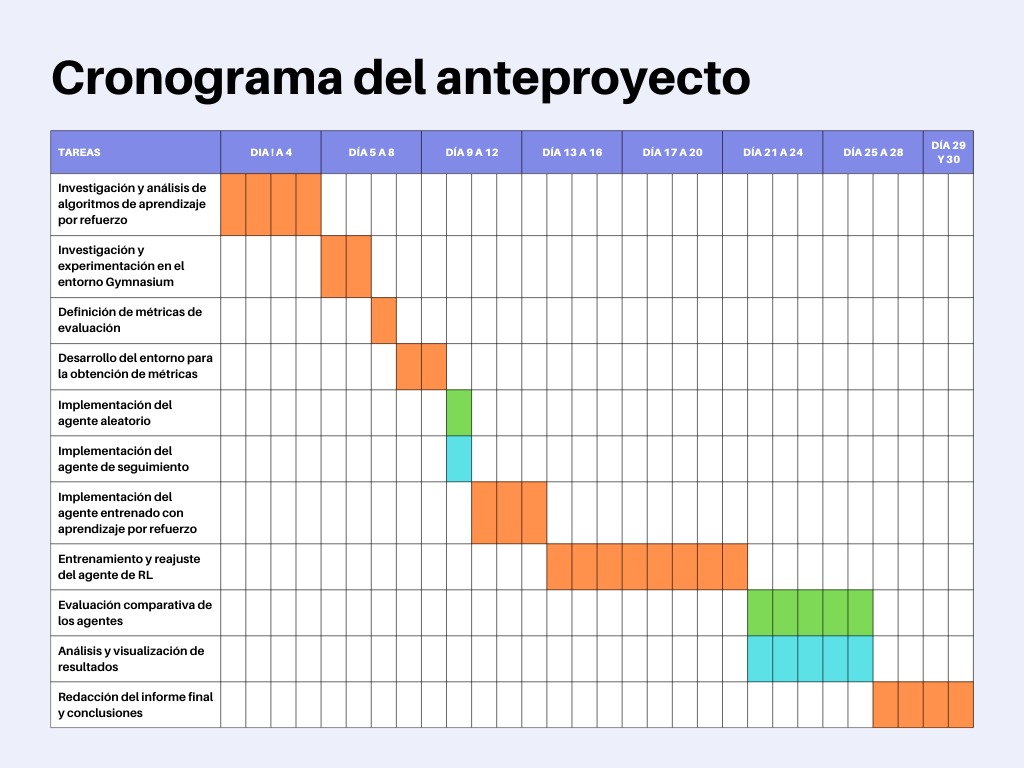 Cronograma del anteproyecto
TAREAS
DIA ! A 4
DÍA 5 A 8
DÍA 9 A 12
DÍA 13 A 16
DÍA 17 A 20
DÍA 21 A 24
DÍA 25 A 28
DÍA 29
Y 30
Investigación y análisis de
algoritmos de aprendizaje
por refuerzo
Investigación y
experimentación en el
entorno Gymnasium
Definición de métricas de
evaluación
Desarrollo del entorno para
la obtención de métricas
Implementación del
agente aleatorio
Implementación del
agente de seguimiento
Implementación del
agente entrenado con
aprendizaje por refuerzo
Entrenamiento y reajuste
del agente de RL
Evaluación comparativa de
los agentes
Análisis y visualización de
resultados
Redacción del informe final
y conclusiones